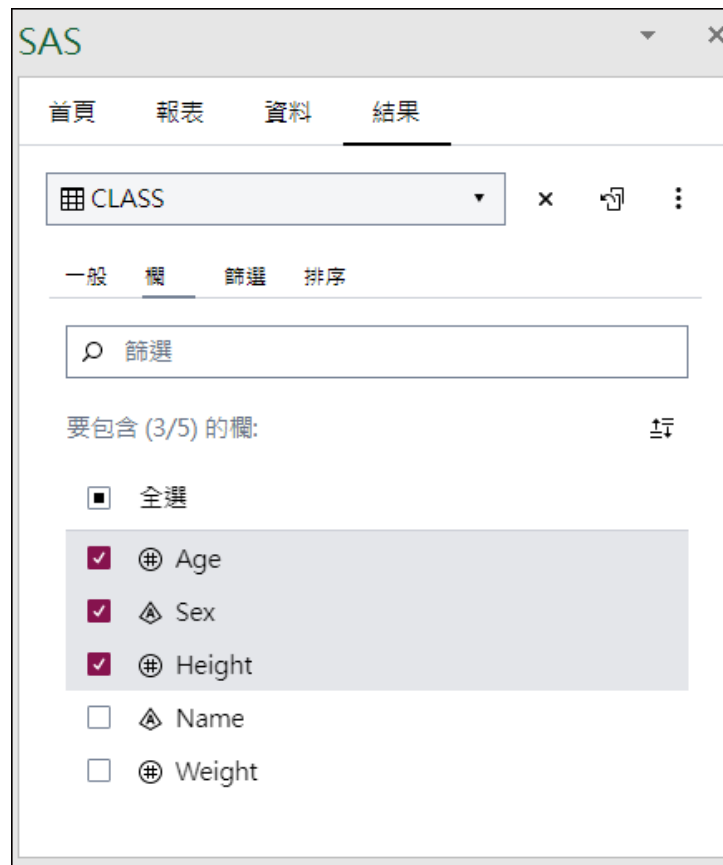 SAS
首頁 報表 資料 結果
CLASS
一般 欄 篩選 排序
篩選
要包含 (3/5) 的欄:
全選
Age
Sex
Height
Name
Weight